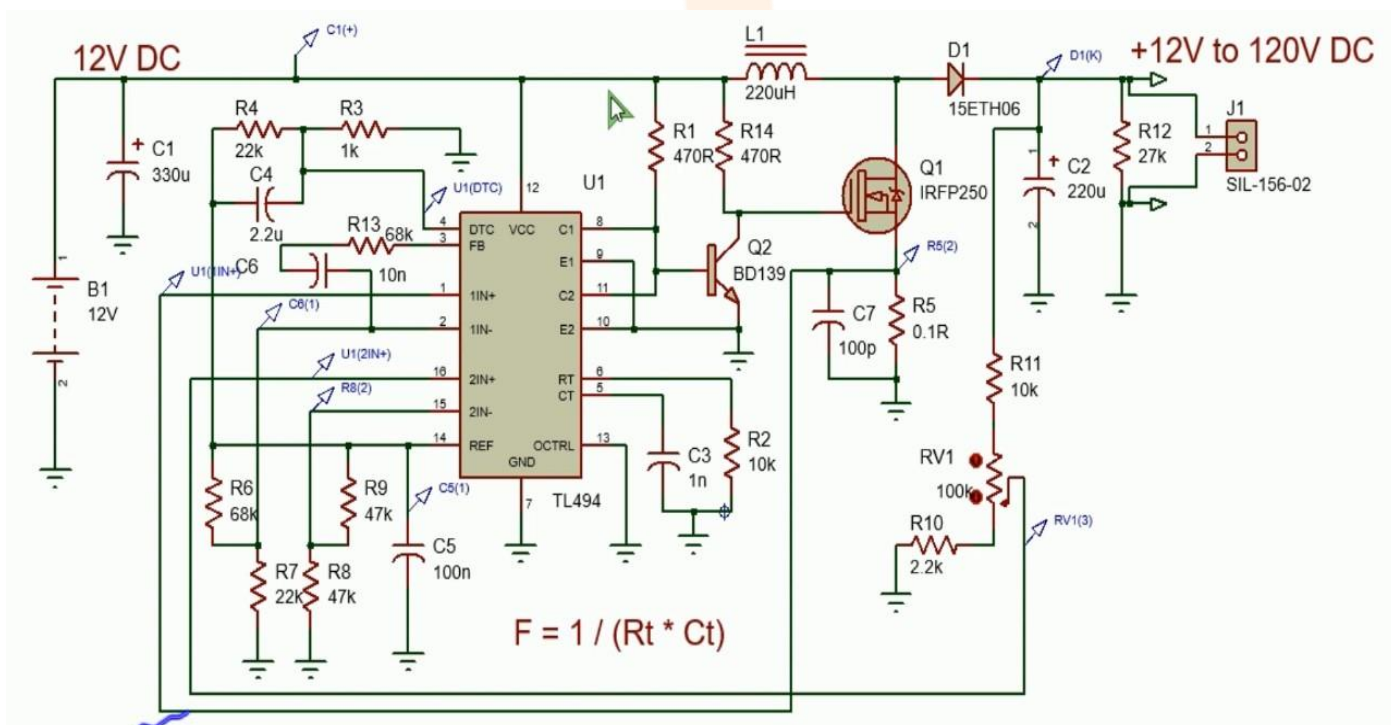 C1(+)
12V DC
L1
220uH
D1
15ETH06
D1(K)
+12V to 120V DC
R4
22k
R3
1k
C1
330u
C4
2.2u
U1(DTC)
R1
470R
R14
470R
Q1
IRFP250
R12
27k
J1
1
2
SIL-156-02
1
C2
220u
2
12
U1
R13
68k
4
DTC
VCC
C1
8
3
FB
C6
10n
E1
9
Q2
BD139
R5(2)
1
B1
12V
2
U1(1IN+)
1
1IN+
C2
11
C6(1)
2
1IN-
E2
10
C7
100p
R5
0.1R
U1(2IN+)
16
2IN+
RT
6
CT
5
R8(2)
15
2IN-
R11
10k
14
REF
OCTRL
13
GND
C3
1n
R2
10k
RV1
100k
7
TL494
R6
68k
R9
47k
C5(1)
R10
2.2k
RV1(3)
C5
100n
R7
22k
R8
47k
F = 1 / (Rt * Ct)